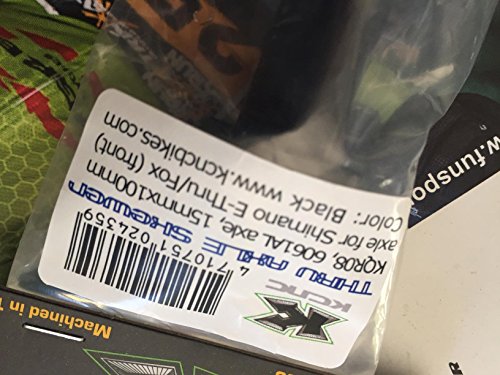 KCNC
THRU AXLE SKEWER
KQR08, 6061AL axle, 15mmx100mm
axle for Shimano E-Thru/Fox (front)
Color: Black www.kcncbikes.com
4 710751 024359
w.funspo
Machined in T